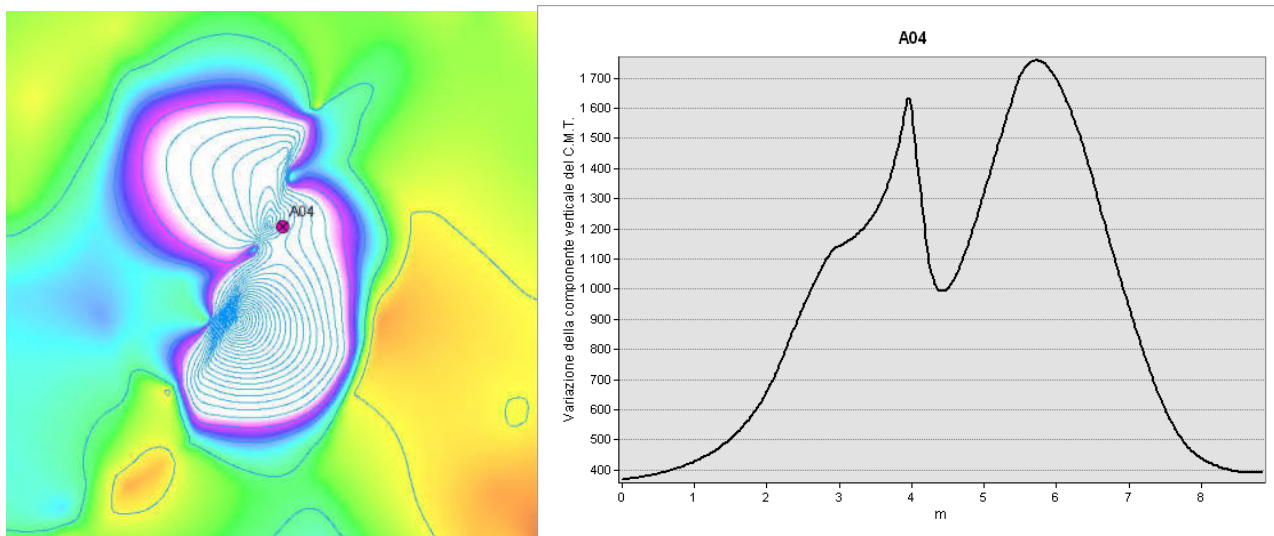 A04
A04
Variazione della componente verticale del C.M.T.
1 700
1 600
1 500
1 400
1 300
1 200
1 100
1 000
900
800
700
600
500
400
0 1 2 3 4 5 6 7 8
m